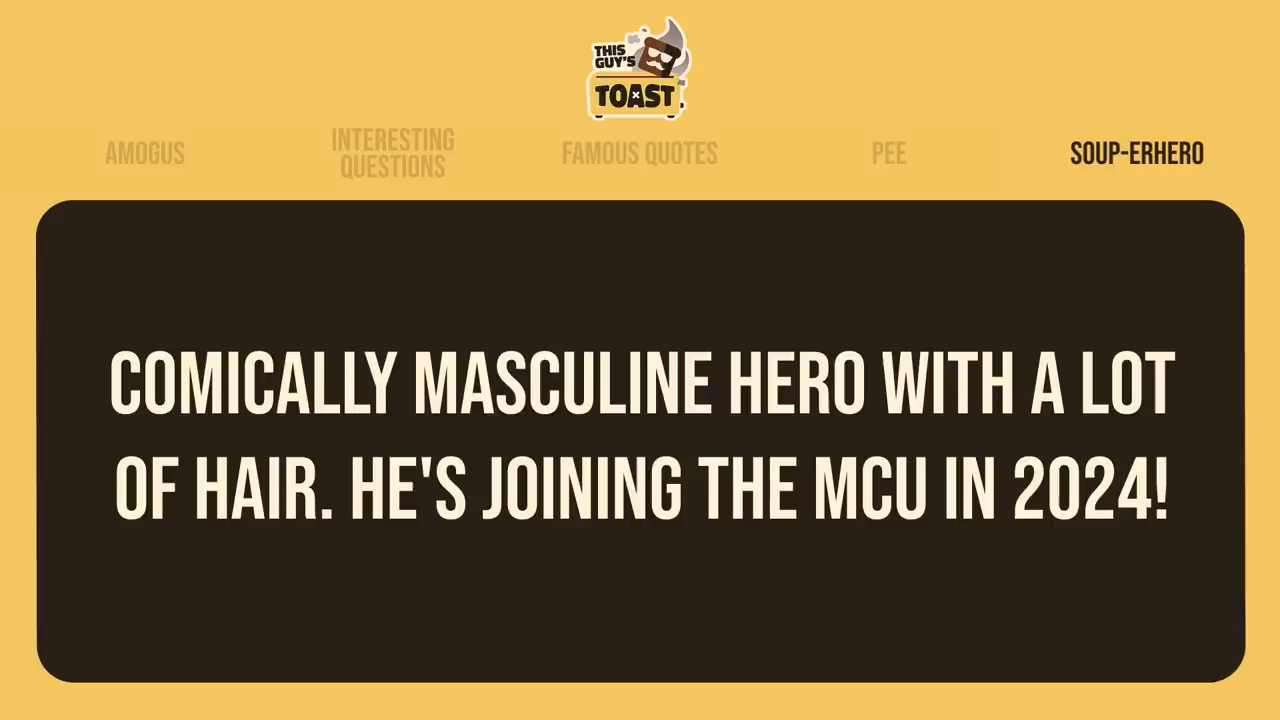 THIS
GUY'S
TOAST
AMOGUS
INTERESTING
QUESTIONS
FAMOUS QUOTES
PEE
SOUP-ERHERO
COMICALLY MASCULINE HERO WITH A LOT
OF HAIR. HE'S JOINING THE MCU IN 2024!